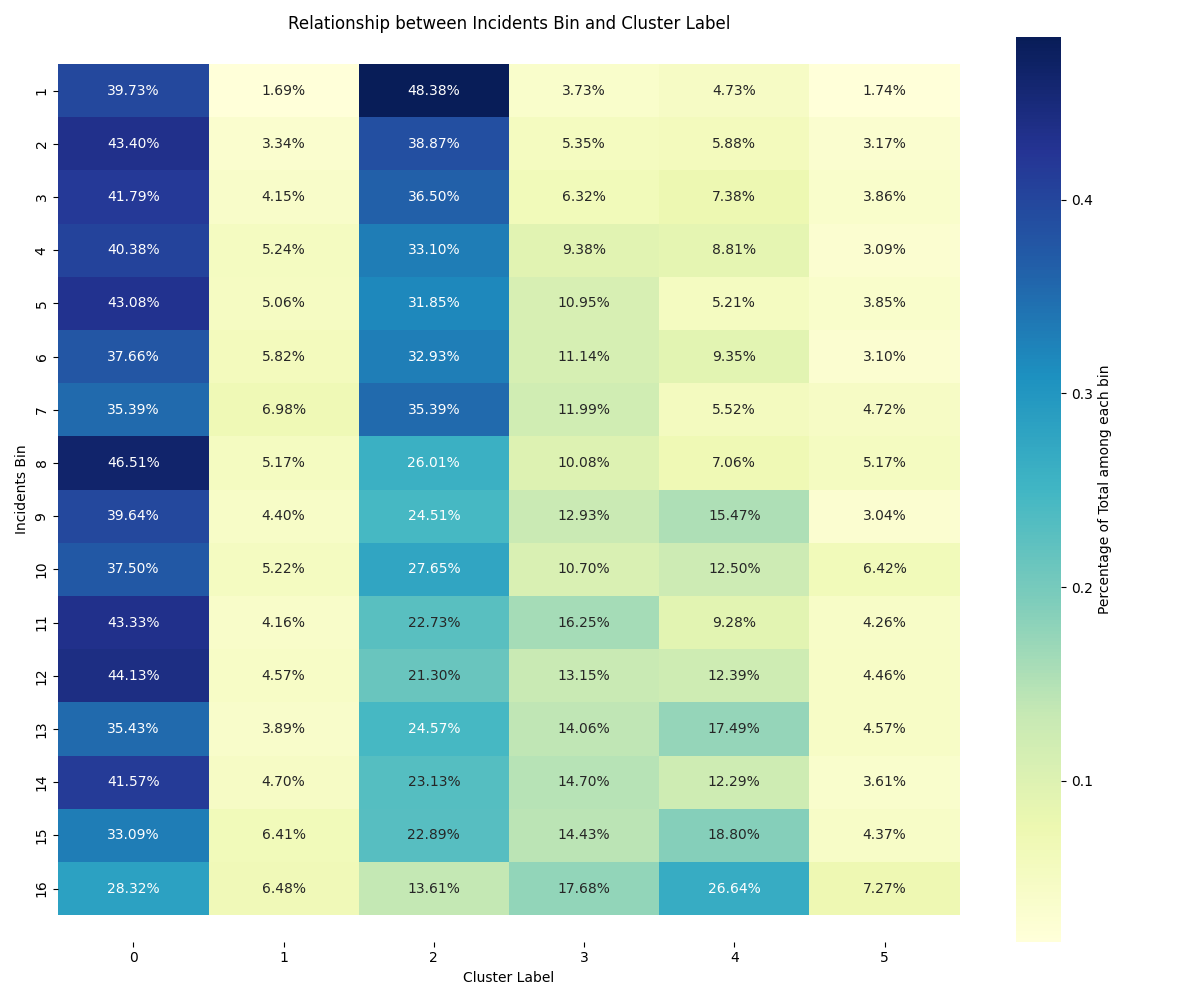 Relationship between Incidents Bin and Cluster Label
1 39.73% 1.69% 48.38% 3.73% 4.73% 1.74%
2 43.40% 3.34% 38.87% 5.35% 5.88% 3.17%
3 41.79% 4.15% 36.50% 6.32% 7.38% 3.86%
4 40.38% 5.24% 33.10% 9.38% 8.81% 3.09%
5 43.08% 5.06% 31.85% 10.95% 5.21% 3.85%
6 37.66% 5.82% 32.93% 11.14% 9.35% 3.10%
7 35.39% 6.98% 35.39% 11.99% 5.52% 4.72%
8 46.51% 5.17% 26.01% 10.08% 7.06% 5.17%
9 39.64% 4.40% 24.51% 12.93% 15.47% 3.04%
10 37.50% 5.22% 27.65% 10.70% 12.50% 6.42%
11 43.33% 4.16% 22.73% 16.25% 9.28% 4.26%
12 44.13% 4.57% 21.30% 13.15% 12.39% 4.46%
13 35.43% 3.89% 24.57% 14.06% 17.49% 4.57%
14 41.57% 4.70% 23.13% 14.70% 12.29% 3.61%
15 33.09% 6.41% 22.89% 14.43% 18.80% 4.37%
16 28.32% 6.48% 13.61% 17.68% 26.64% 7.27%
0 1 2 3 4 5
Cluster Label
Incidents Bin
0.4
0.3
0.2
0.1
Percentage of Total among each bin